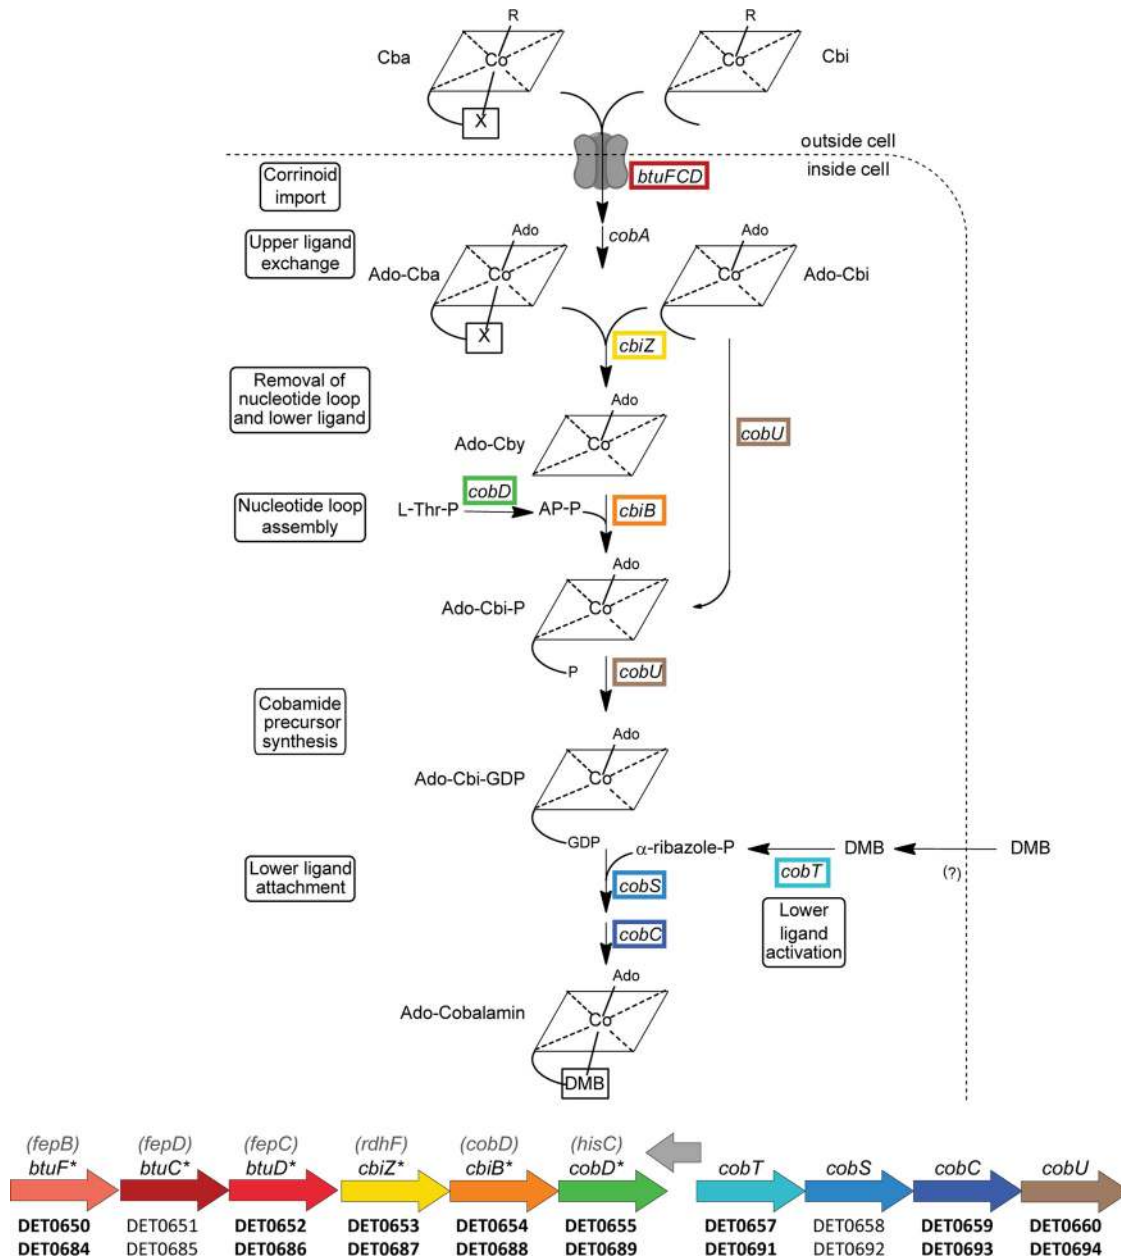 R
R
Cba
Co
Cbi
Co
X
outside cell
inside cell
Corrinoid
import
btuFCD
Upper ligand
exchange
Ado
cobA
Ado
Ado-Cba
Co
Co
Ado-Cbi
X
cbiZ
Removal of
nucleotide loop
and lower ligand
Ado
cobU
Ado-Cby
Co
cobD
Nucleotide loop
assembly
L-Thr-P
AP-P
cbiB
Ado
Ado-Cbi-P
Co
P
cobU
Cobamide
precursor
synthesis
Ado
Ado-Cbi-GDP
Co
GDP
α-ribazole-P
DMB
DMB
(?)
cobT
Lower ligand
attachment
cobS
Lower
ligand
activation
cobC
Ado
Ado-Cobalamin
Co
DMB
(fepB) (fepD) (fepC) (rdhF) (cobD) (hisC)
btuF* btuC* btuD* cbiZ* cbiB* cobD* cobT cobS cobC cobU
DET0650 DET0651 DET0652 DET0653 DET0654 DET0655 DET0657 DET0658 DET0659 DET0660
DET0684 DET0685 DET0686 DET0687 DET0688 DET0689 DET0691 DET0692 DET0693 DET0694